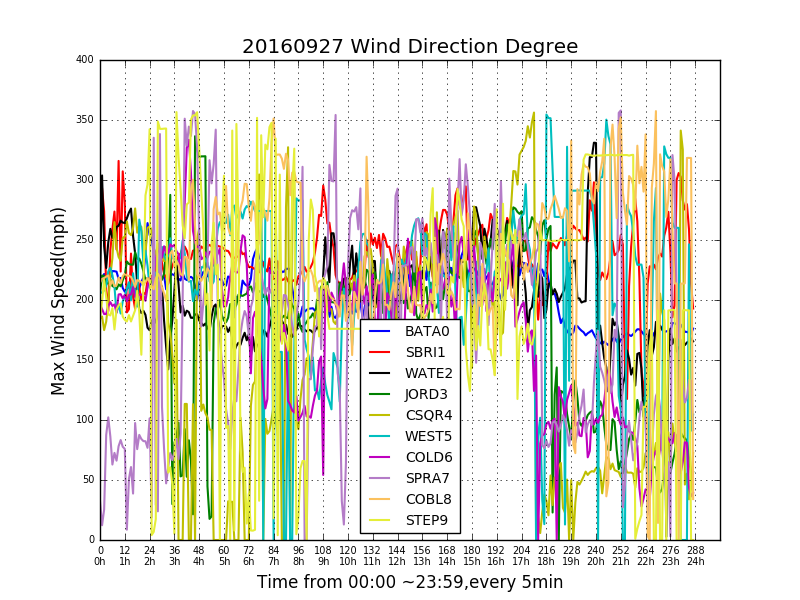 20160927 Wind Direction Degree
Max Wind Speed(mph)
400
350
300
250
200
150
100
50
0
BATA0
SBRI1
WATE2
JORD3
CSQR4
WEST5
COLD6
SPRA7
COBL8
STEP9
0 12 24 36 48 60 72 84 96 108 120 132 144 156 168 180 192 204 216 228 240 252 264 276 288
0h 1h 2h 3h 4h 5h 6h 7h 8h 9h 10h 11h 12h 13h 14h 15h 16h 17h 18h 19h 20h 21h 22h 23h 24h
Time from 00:00 ~23:59,every 5min